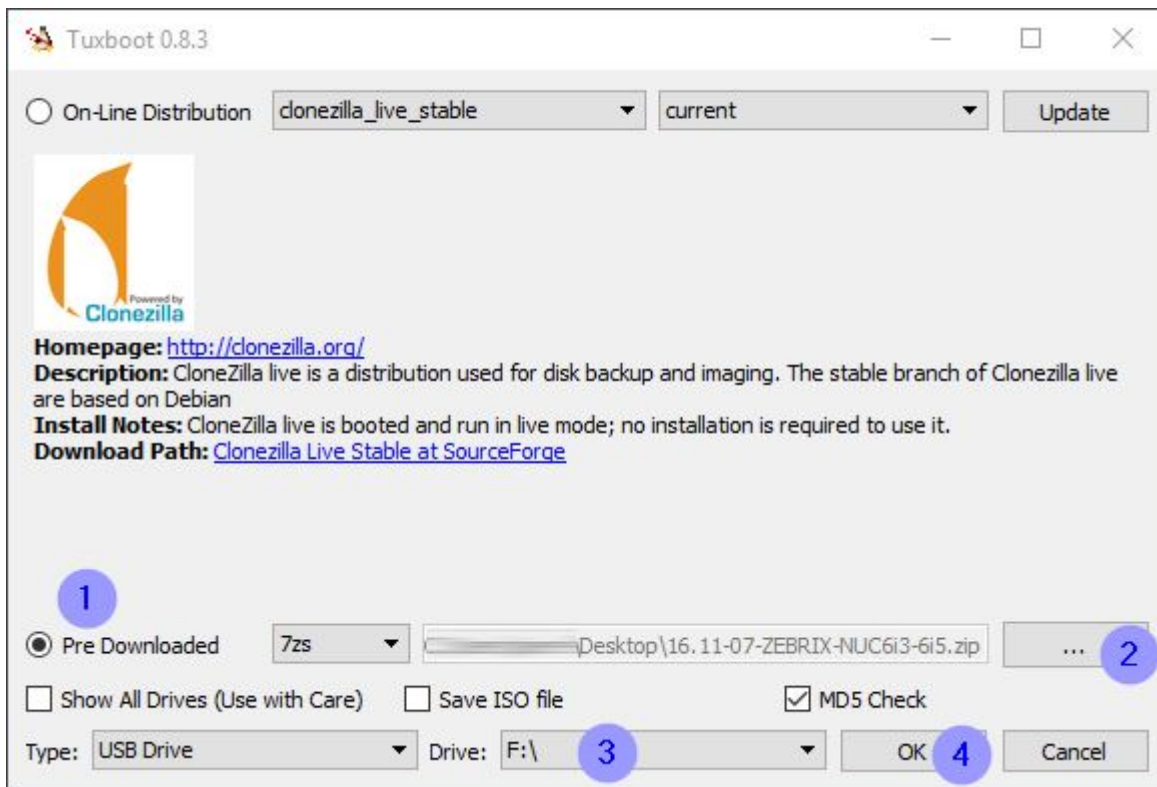 Tuxboot 0.8.3
On-Line Distribution clonezilla_live_stable current Update
Powered by
Clonezilla
Homepage: http://clonezilla.org/
Description: CloneZilla live is a distribution used for disk backup and imaging. The stable branch of Clonezilla live
are based on Debian
Install Notes: CloneZilla live is booted and run in live mode; no installation is required to use it.
Download Path: Clonezilla Live Stable at SourceForge
1
Pre Downloaded 7zs \Desktop\16.11-07-ZEBRIX-NUC6i3-6i5.zip ... 2
Show All Drives (Use with Care) Save ISO file MD5 Check
Type: USB Drive Drive: F:\ 3 OK 4 Cancel